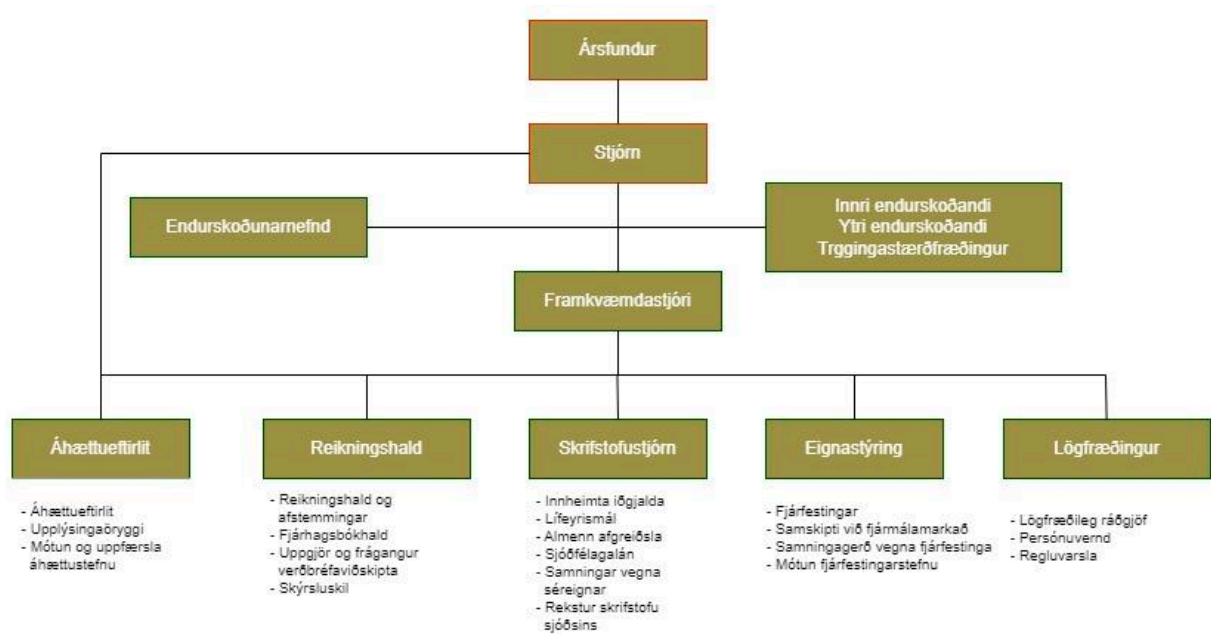 Ársfundur
Stjórn
Endurskoðunarnefnd
Innri endurskoðandi
Ytri endurskoðandi
Trggingastærðfræðingur
Framkvæmdastjóri
Áhættueftirlit
Reikningshald
Skrifstofustjórn
Eignastýring
Lögfræðingur
- Áhættueftirlit
- Upplýsingaöryggi
- Mótun og uppfærsla
áhættustefnu
- Reikningshald og
afstemmingar
- Fjárhagsbókhald
- Uppgjör og frágangur
verðbréfaviðskipta
- Skýrsluskil
- Innheimta iðgjalda
- Lífeyrismál
- Almenn afgreiðsla
- Sjóðfélagalán
- Samningar vegna
séreignar
- Rekstur skrifstofu
sjóðsins
- Fjárfestingar
- Samskipti við fjármálamarkað
- Samningagerð vegna fjárfestinga
- Mótun fjárfestingarstefnu
- Lögfræðileg ráðgjöf
- Persónuvernd
- Regluvarsla